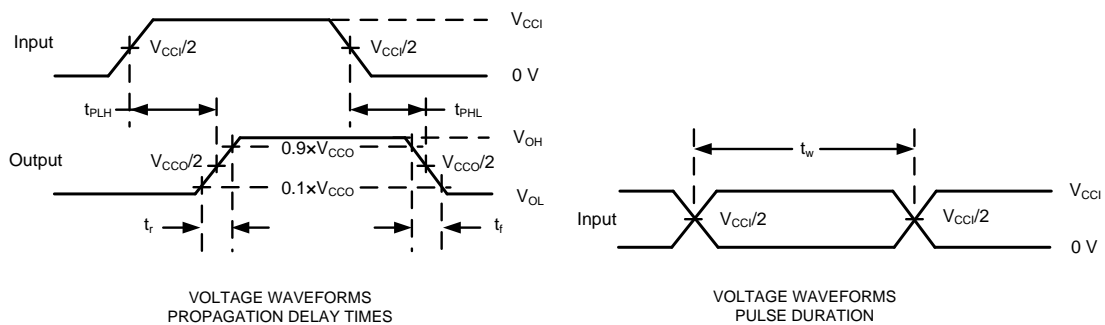 Input
V_CCI/2
V_CCI/2
V_CCI
0 V
t_PLH
t_PHL
Output
V_CCO/2
0.9×V_CCO
V_CCO/2
V_OH
0.1×V_CCO
V_OL
t_r
t_f
VOLTAGE WAVEFORMS
PROPAGATION DELAY TIMES
t_w
Input
V_CCI/2
V_CCI/2
V_CCI
0 V
VOLTAGE WAVEFORMS
PULSE DURATION